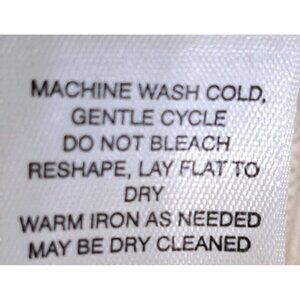 MACHINE WASH COLD,
GENTLE CYCLE
DO NOT BLEACH
RESHAPE, LAY FLAT TO
DRY
WARM IRON AS NEEDED
MAY BE DRY CLEANED